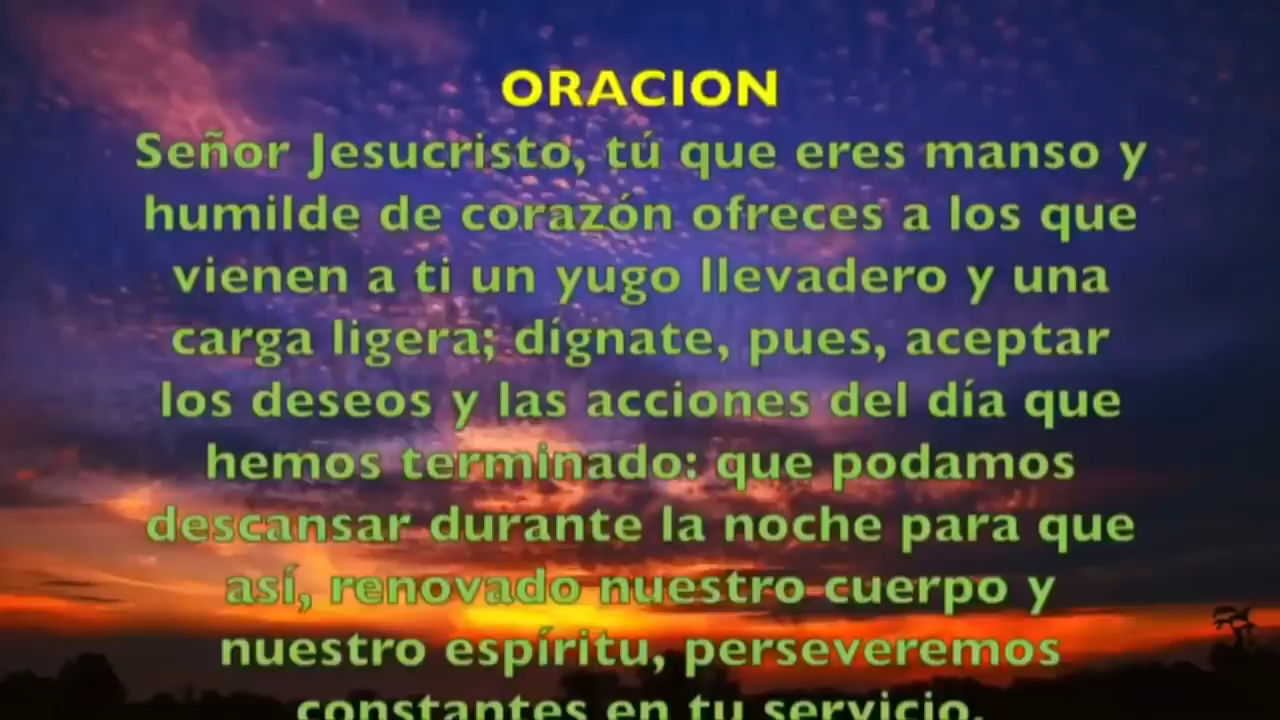 ORACION
Señor Jesucristo, tú que eres manso y
humilde de corazón ofreces a los que
vienen a ti un yugo llevadero y una
carga ligera; dígnate, pues, aceptar
los deseos y las acciones del día que
hemos terminado: que podamos
descansar durante la noche para que
así, renovado nuestro cuerpo y
nuestro espíritu, perseveremos
constantes en tu servicio.